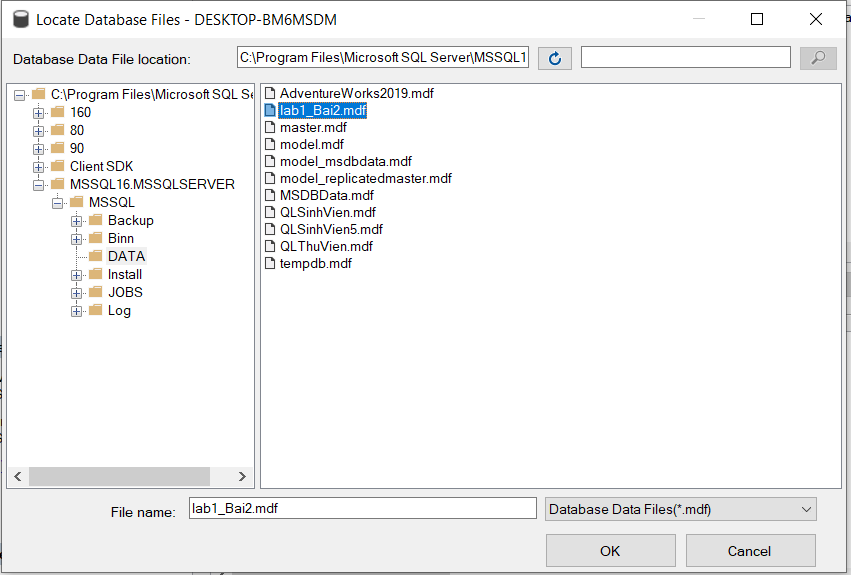 Locate Database Files - DESKTOP-BM6MSDM
Database Data File location:
C:\Program Files\Microsoft SQL Server\MSSQL1
C:\Program Files\Microsoft SQL Se
160
80
90
Client SDK
MSSQL16.MSSQLSERVER
MSSQL
Backup
Binn
DATA
Install
JOBS
Log
AdventureWorks2019.mdf
lab1_Bai2.mdf
master.mdf
model.mdf
model_msdbdata.mdf
model_replicatedmaster.mdf
MSDBData.mdf
QLSinhVien.mdf
QLSinhVien5.mdf
QLThuVien.mdf
tempdb.mdf
File name:
lab1_Bai2.mdf
Database Data Files(*.mdf)
OK
Cancel